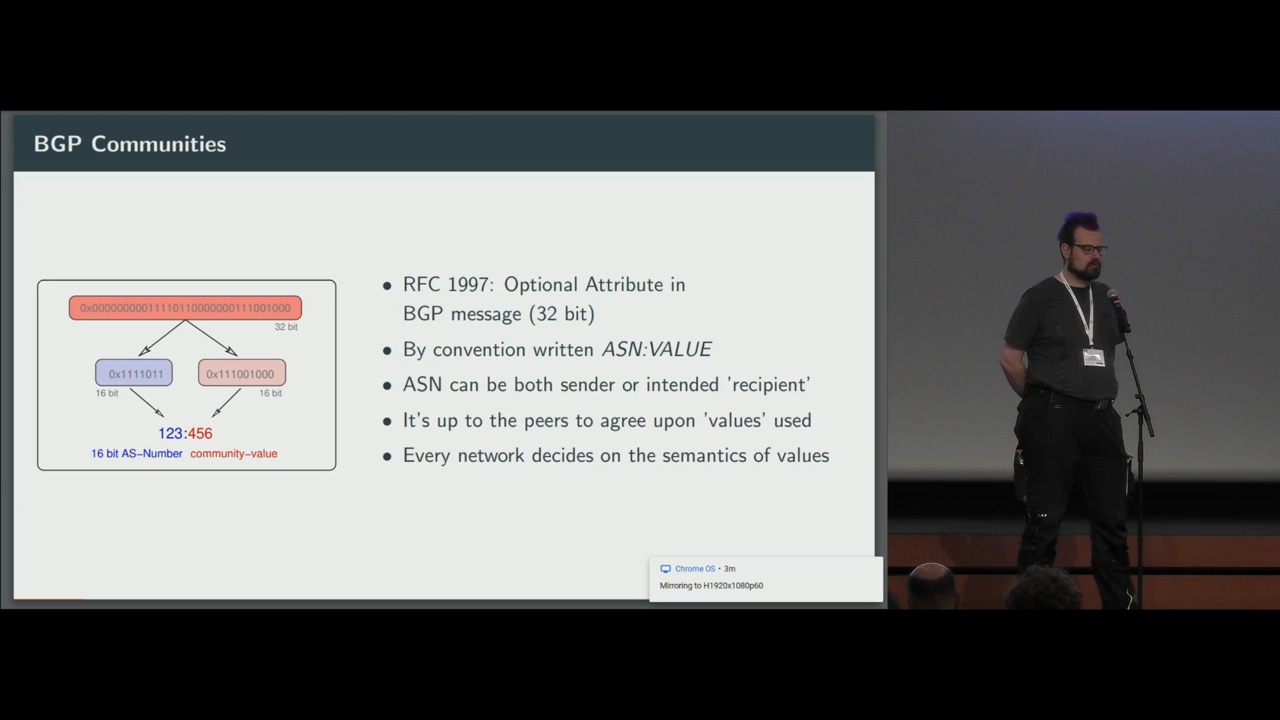 BGP Communities
0x00000000011110110000000111001000
32 bit
0x1111011
0x111001000
16 bit
16 bit
123:456
16 bit AS-Number community-value
• RFC 1997: Optional Attribute in
BGP message (32 bit)
• By convention written ASN:VALUE
• ASN can be both sender or intended 'recipient'
• It's up to the peers to agree upon 'values' used
• Every network decides on the semantics of values
Chrome OS • 3m
Mirroring to H1920x1080p60